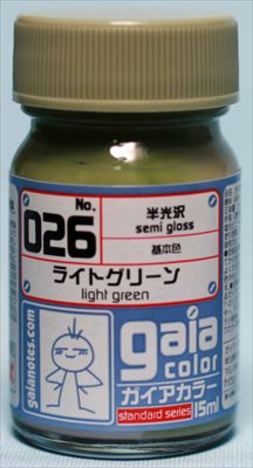 No.
026
半光沢
semi gloss
基本色
ライトグリーン
light green
gaianotes.com
gaia
color
ガイアカラー
standard series
15ml